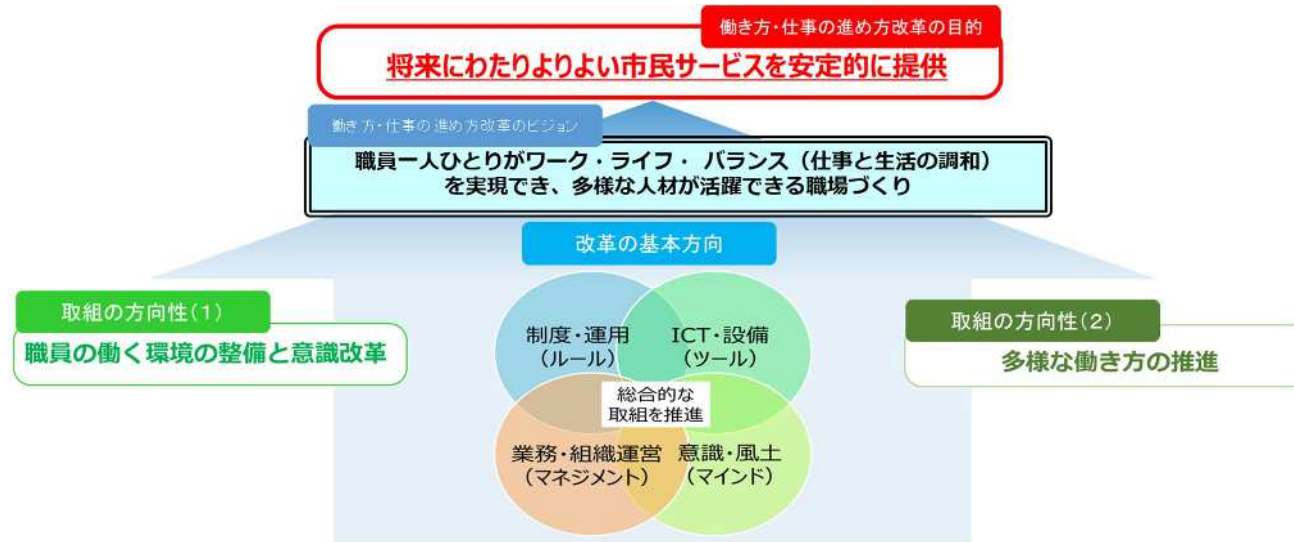 働き方・仕事の進め方改革の目的
将来にわたりよりよい市民サービスを安定的に提供
働き方・仕事の進め方改革のビジョン
職員一人ひとりがワーク・ライフ・ バランス（仕事と生活の調和）
を実現でき、多様な人材が活躍できる職場づくり
改革の基本方向
取組の方向性（1）
職員の働く環境の整備と意識改革
制度・運用
（ルール）
ICT・設備
（ツール）
総合的な
取組を推進
業務・組織運営
（マネジメント）
意識・風土
（マインド）
取組の方向性（2）
多様な働き方の推進